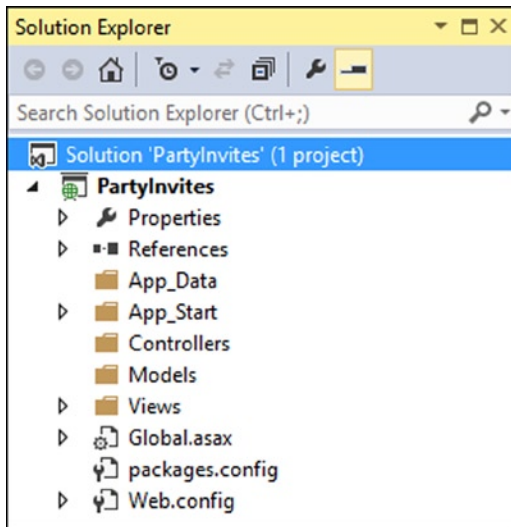 Solution Explorer
Search Solution Explorer (Ctrl+;)
Solution 'PartyInvites' (1 project)
PartyInvites
Properties
References
App_Data
App_Start
Controllers
Models
Views
Global.asax
packages.config
Web.config